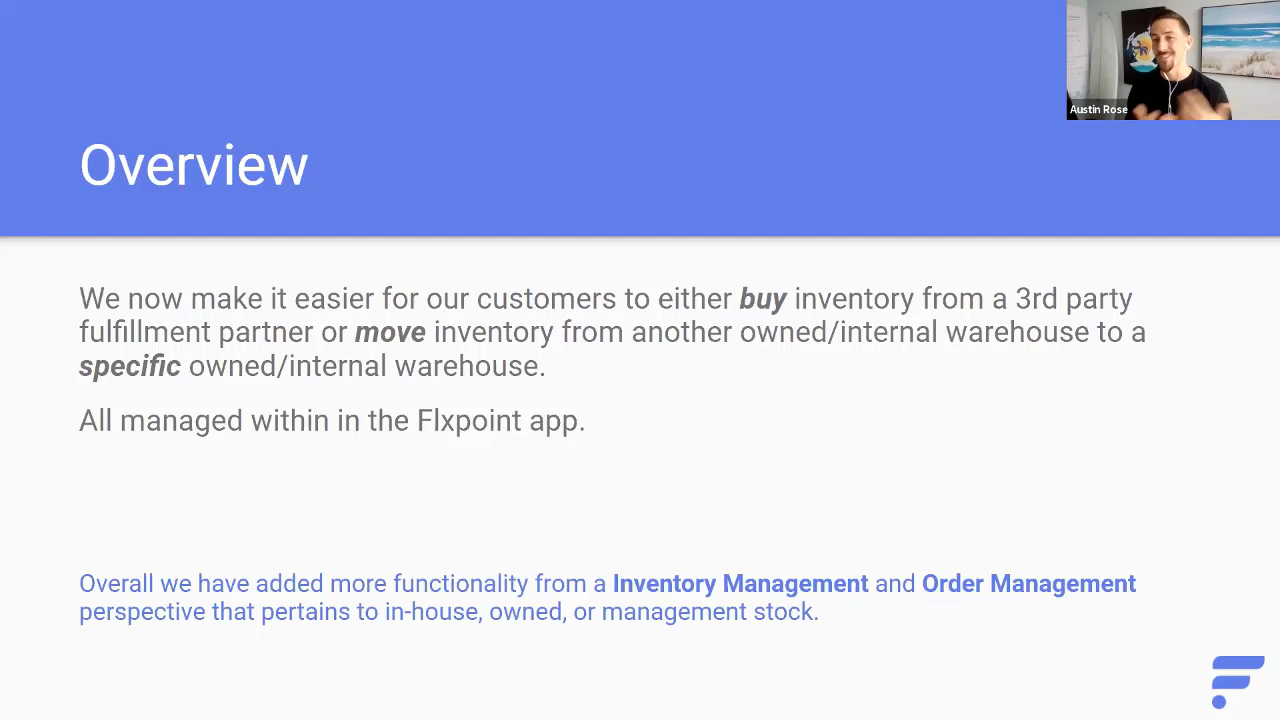 Austin Rose
Overview
We now make it easier for our customers to either buy inventory from a 3rd party
fulfillment partner or move inventory from another owned/internal warehouse to a
specific owned/internal warehouse.
All managed within in the Flxpoint app.
Overall we have added more functionality from a Inventory Management and Order Management
perspective that pertains to in-house, owned, or management stock.